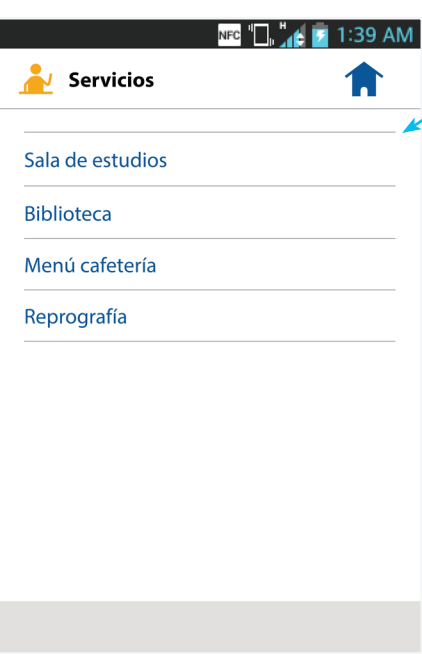 NFC H 1:39 AM
Servicios
Sala de estudios
Biblioteca
Menú cafetería
Reprografía